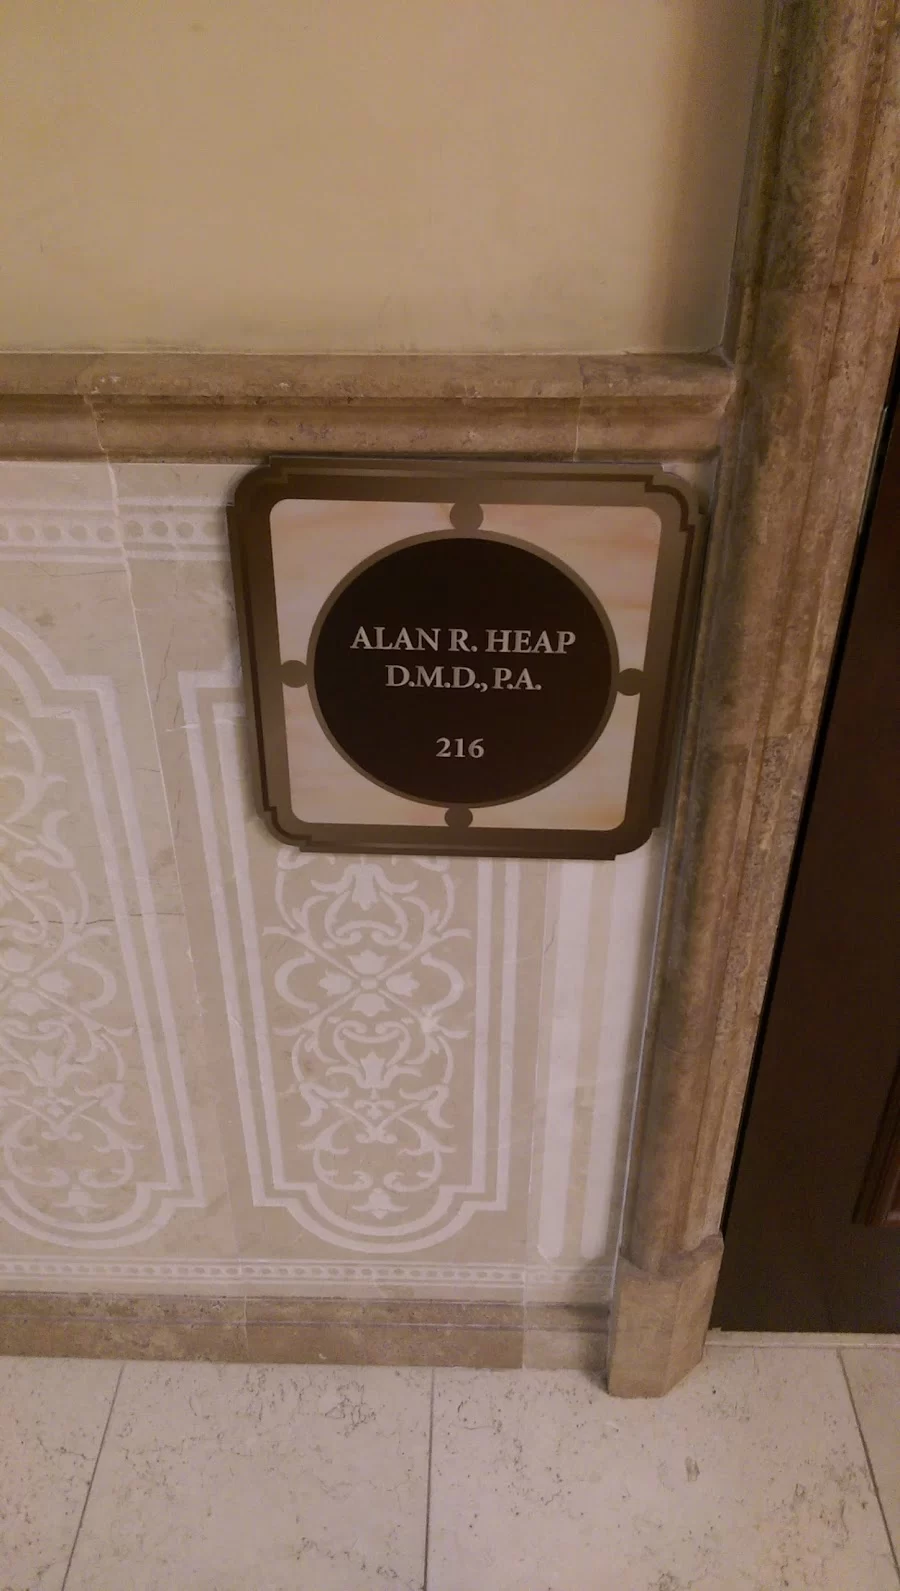 ALAN R. HEAP
D.M.D., P.A.
216